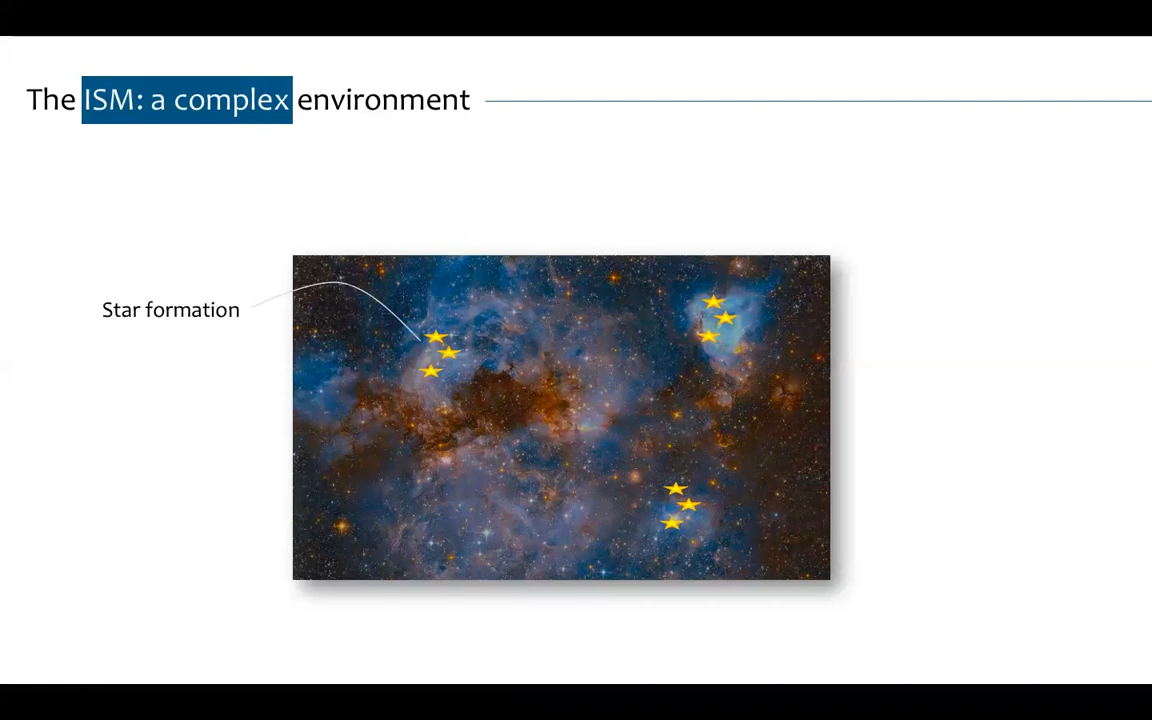 The ISM: a complex environment
Star formation